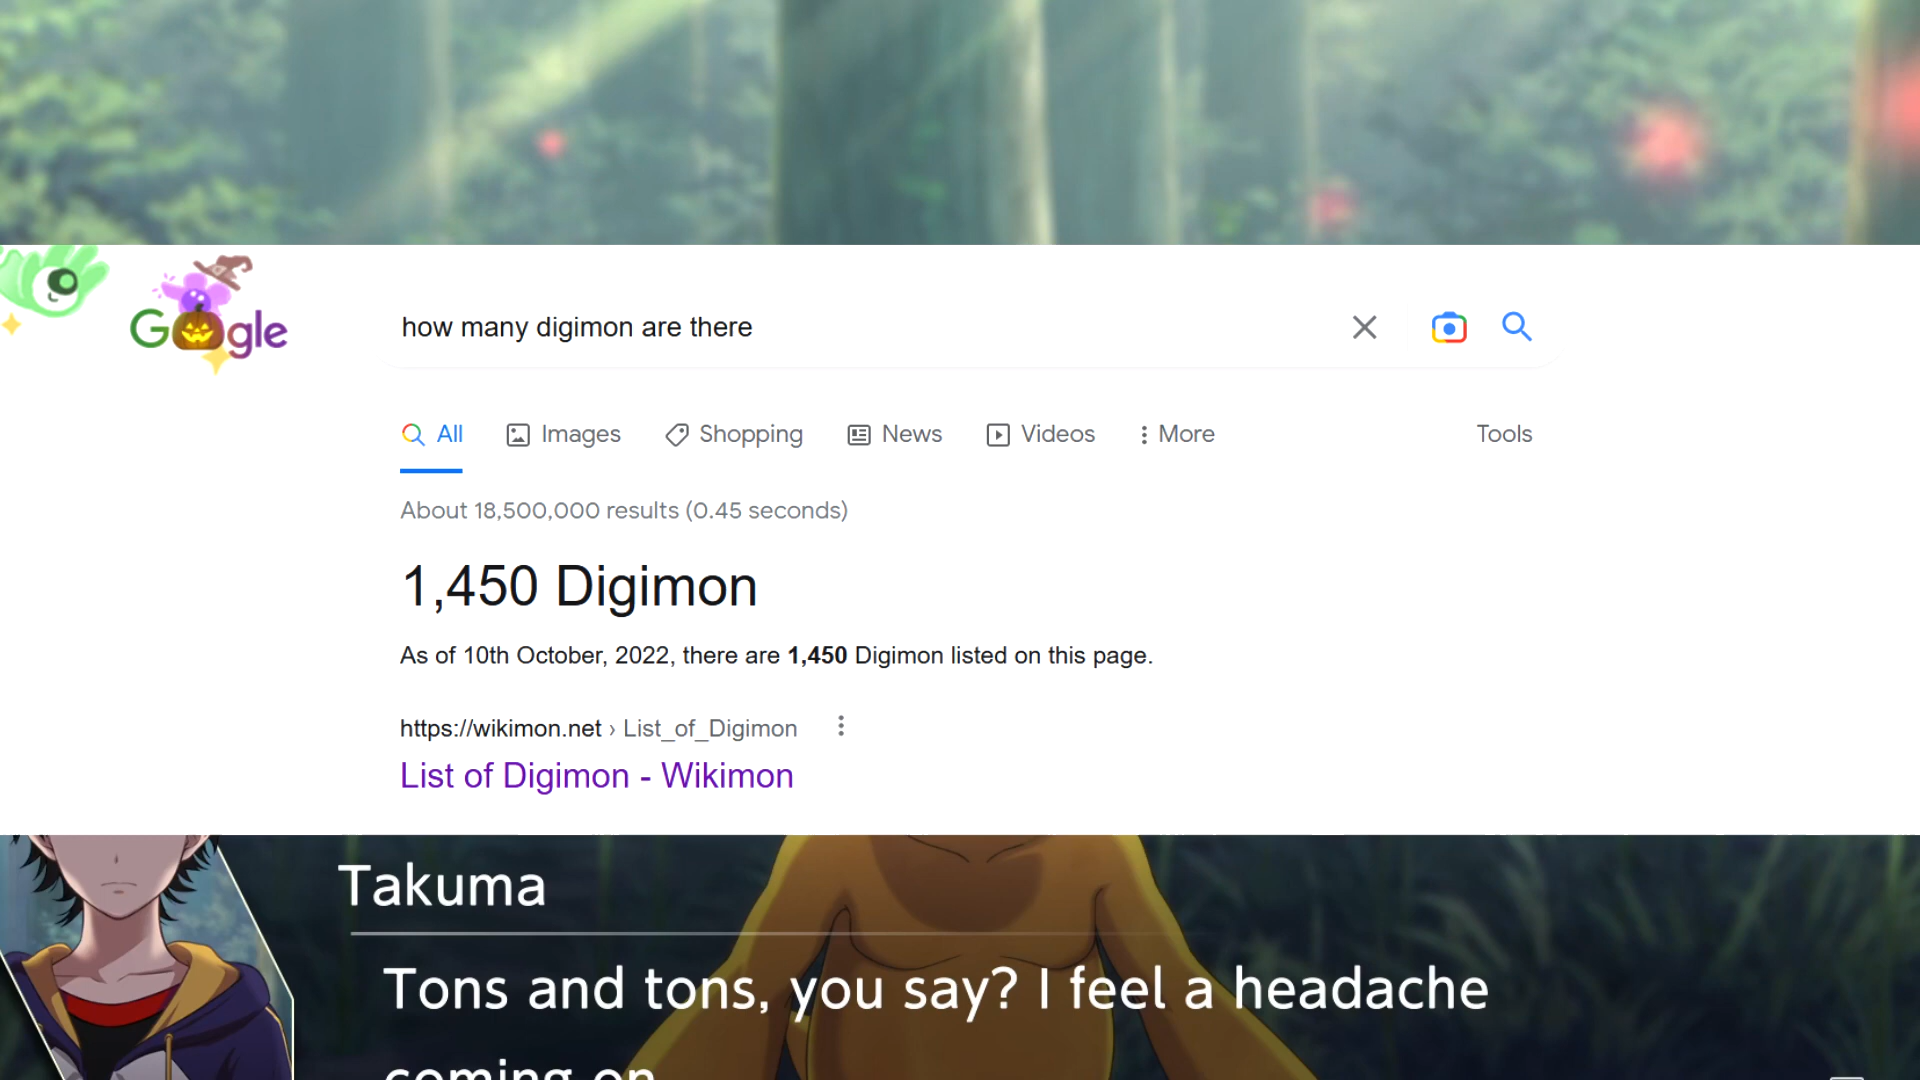 Google
how many digimon are there
All Images Shopping News Videos More Tools
About 18,500,000 results (0.45 seconds)
1,450 Digimon
As of 10th October, 2022, there are 1,450 Digimon listed on this page.
https://wikimon.net › List_of_Digimon
List of Digimon - Wikimon
Takuma
Tons and tons, you say? I feel a headache
coming on